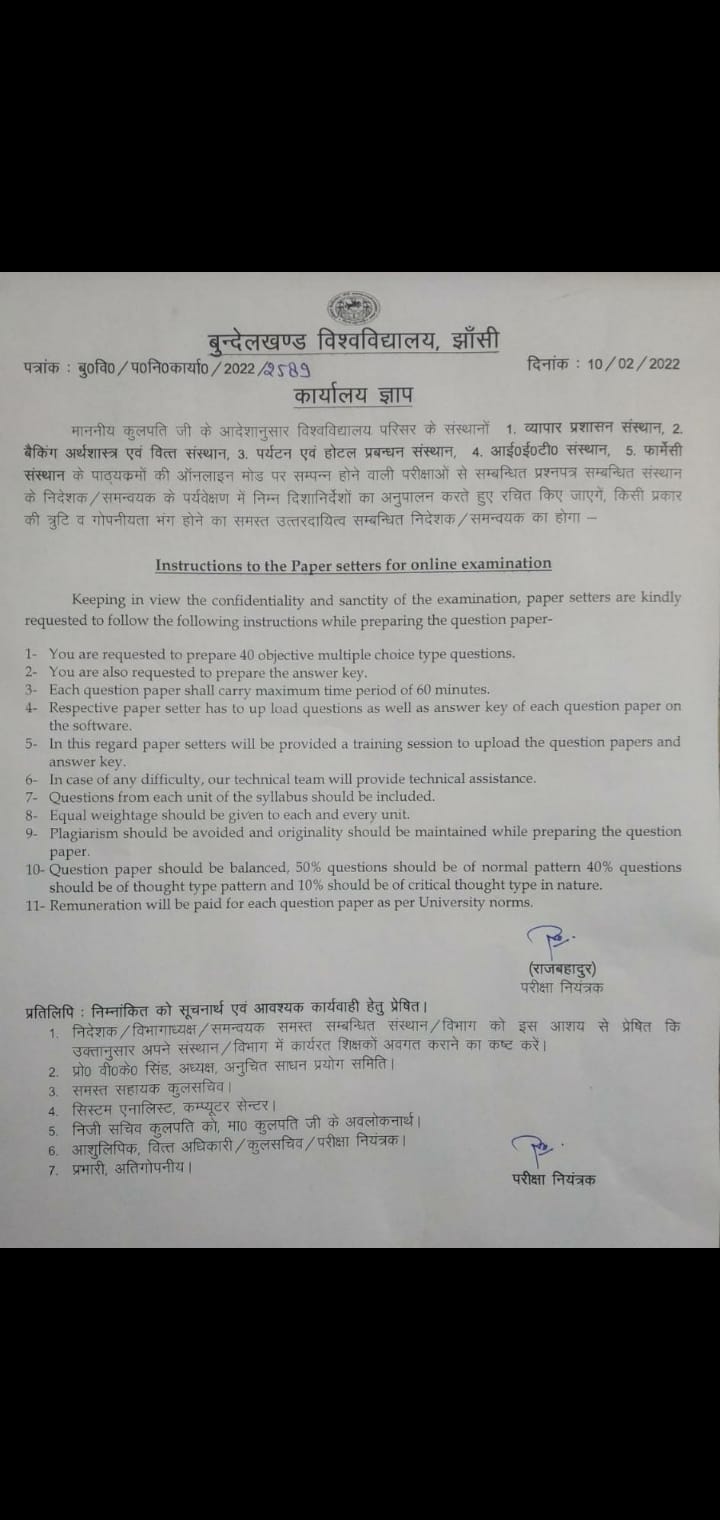 बुन्देलखण्ड विश्वविद्यालय, झाँसी
पत्रांक : बु0वि0/प0नि0कार्या0/2022/2589
दिनांक : 10/02/2022
कार्यालय ज्ञाप
माननीय कुलपति जी के आदेशानुसार विश्वविद्यालय परिसर के संस्थानों 1. व्यापार प्रशासन संस्थान, 2.
बैकिंग अर्थशास्त्र एवं वित्त संस्थान, 3. पर्यटन एवं होटल प्रबन्धन संस्थान, 4. आई0ई0टी0 संस्थान, 5. फार्मेसी
संस्थान के पाठ्यक्रमों की ऑनलाइन मोड पर सम्पन्न होने वाली परीक्षाओं से सम्बन्धित प्रश्नपत्र सम्बन्धित संस्थान
के निदेशक/समन्वयक के पर्यवेक्षण में निम्न दिशानिर्देशों का अनुपालन करते हुए रचित किए जाएगें, किसी प्रकार
की त्रुटि व गोपनीयता भंग होने का समस्त उत्तरदायित्व सम्बन्धित निदेशक/समन्वयक का होगा –
Instructions to the Paper setters for online examination
Keeping in view the confidentiality and sanctity of the examination, paper setters are kindly
requested to follow the following instructions while preparing the question paper-
1- You are requested to prepare 40 objective multiple choice type questions.
2- You are also requested to prepare the answer key.
3- Each question paper shall carry maximum time period of 60 minutes.
4- Respective paper setter has to up load questions as well as answer key of each question paper on
the software.
5- In this regard paper setters will be provided a training session to upload the question papers and
answer key.
6- In case of any difficulty, our technical team will provide technical assistance.
7- Questions from each unit of the syllabus should be included.
8- Equal weightage should be given to each and every unit.
9- Plagiarism should be avoided and originality should be maintained while preparing the question
paper.
10- Question paper should be balanced, 50% questions should be of normal pattern 40% questions
should be of thought type pattern and 10% should be of critical thought type in nature.
11- Remuneration will be paid for each question paper as per University norms.
(राजबहादुर)
परीक्षा नियंत्रक
प्रतिलिपि : निम्नांकित को सूचनार्थ एवं आवश्यक कार्यवाही हेतु प्रेषित।
1. निदेशक/विभागाध्यक्ष/समन्वयक समस्त सम्बन्धित संस्थान/विभाग को इस आशय से प्रेषित कि
उक्तानुसार अपने संस्थान/विभाग में कार्यरत शिक्षकों अवगत कराने का कष्ट करें।
2. प्रो0 वी0के0 सिंह, अध्यक्ष, अनुचित साधन प्रयोग समिति।
3. समस्त सहायक कुलसचिव।
4. सिस्टम एनालिस्ट, कम्प्यूटर सेन्टर।
5. निजी सचिव कुलपति को, मा0 कुलपति जी के अवलोकनार्थ।
6. आशुलिपिक, वित्त अधिकारी/कुलसचिव/परीक्षा नियंत्रक।
7. प्रभारी, अतिगोपनीय।
परीक्षा नियंत्रक